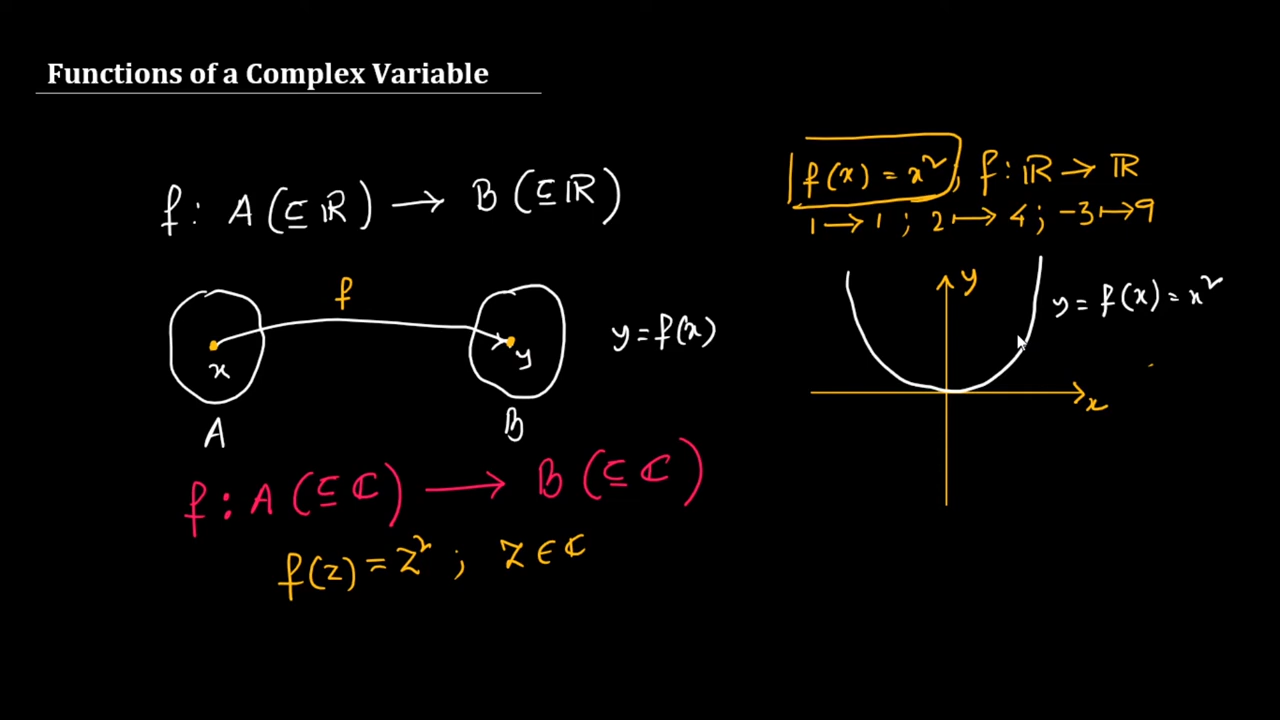 Functions of a Complex Variable
f : A (⊆ ℝ) ⟶ B (⊆ ℝ)
f
x
y
A
B
y = f(x)
f : A (⊆ ℂ) ⟶ B (⊆ ℂ)
f(z) = z² ; z ∈ ℂ
f(x) = x² ; f : ℝ → ℝ
1 ↦ 1 ; 2 ↦ 4 ; -3 ↦ 9
y
y = f(x) = x²
x